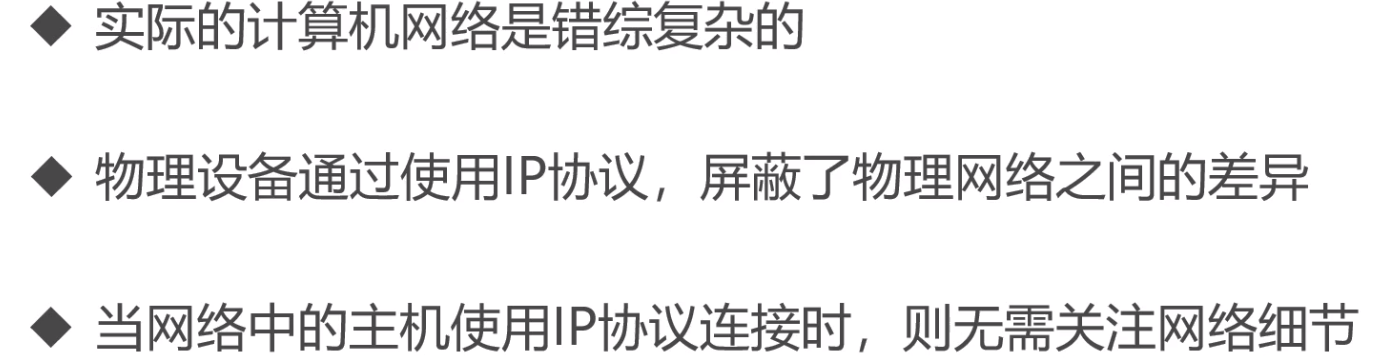 ◆ 实际的计算机网络是错综复杂的
◆ 物理设备通过使用IP协议，屏蔽了物理网络之间的差异
◆ 当网络中的主机使用IP协议连接时，则无需关注网络细节